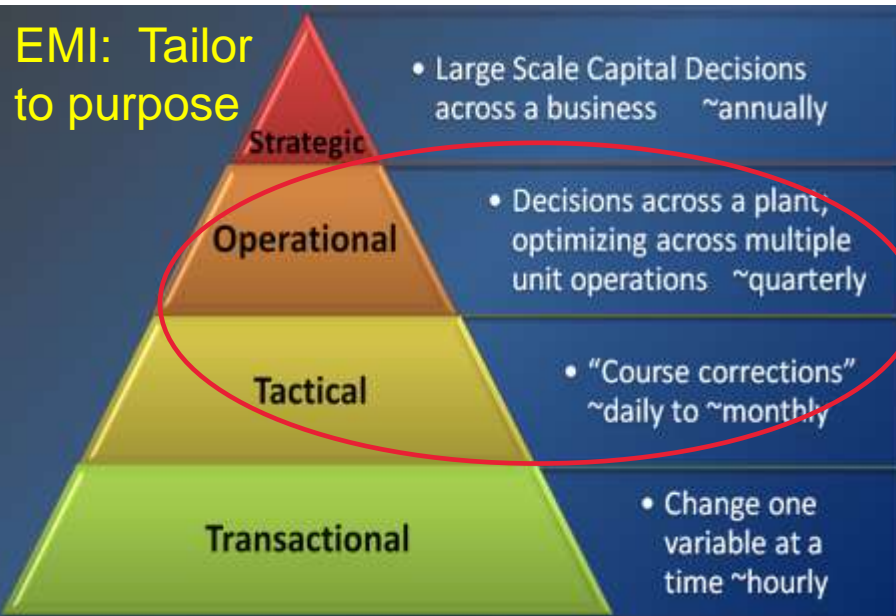 EMI: Tailor
to purpose
Strategic
• Large Scale Capital Decisions
across a business ~annually
Operational
• Decisions across a plant;
optimizing across multiple
unit operations ~quarterly
Tactical
• “Course corrections”
~daily to ~monthly
Transactional
• Change one
variable at a
time ~hourly